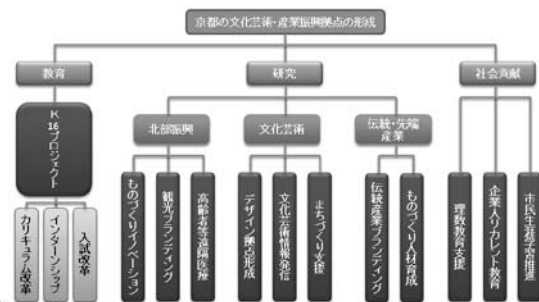 京都の文化芸術・産業振興拠点の形成
教育
研究
社会貢献
K16プロジェクト
北部振興
文化芸術
伝統・先端
産業
カリキュラム改革
インターンシップ
入試改革
ものづくりイノベーション
観光ブランディング
高齢者等遠隔医療
デザイン拠点形成
文化芸術情報発信
まちづくり支援
伝統産業ブランディング
ものづくり人材育成
理数教育支援
企業人リカレント教育
市民生涯学習推進